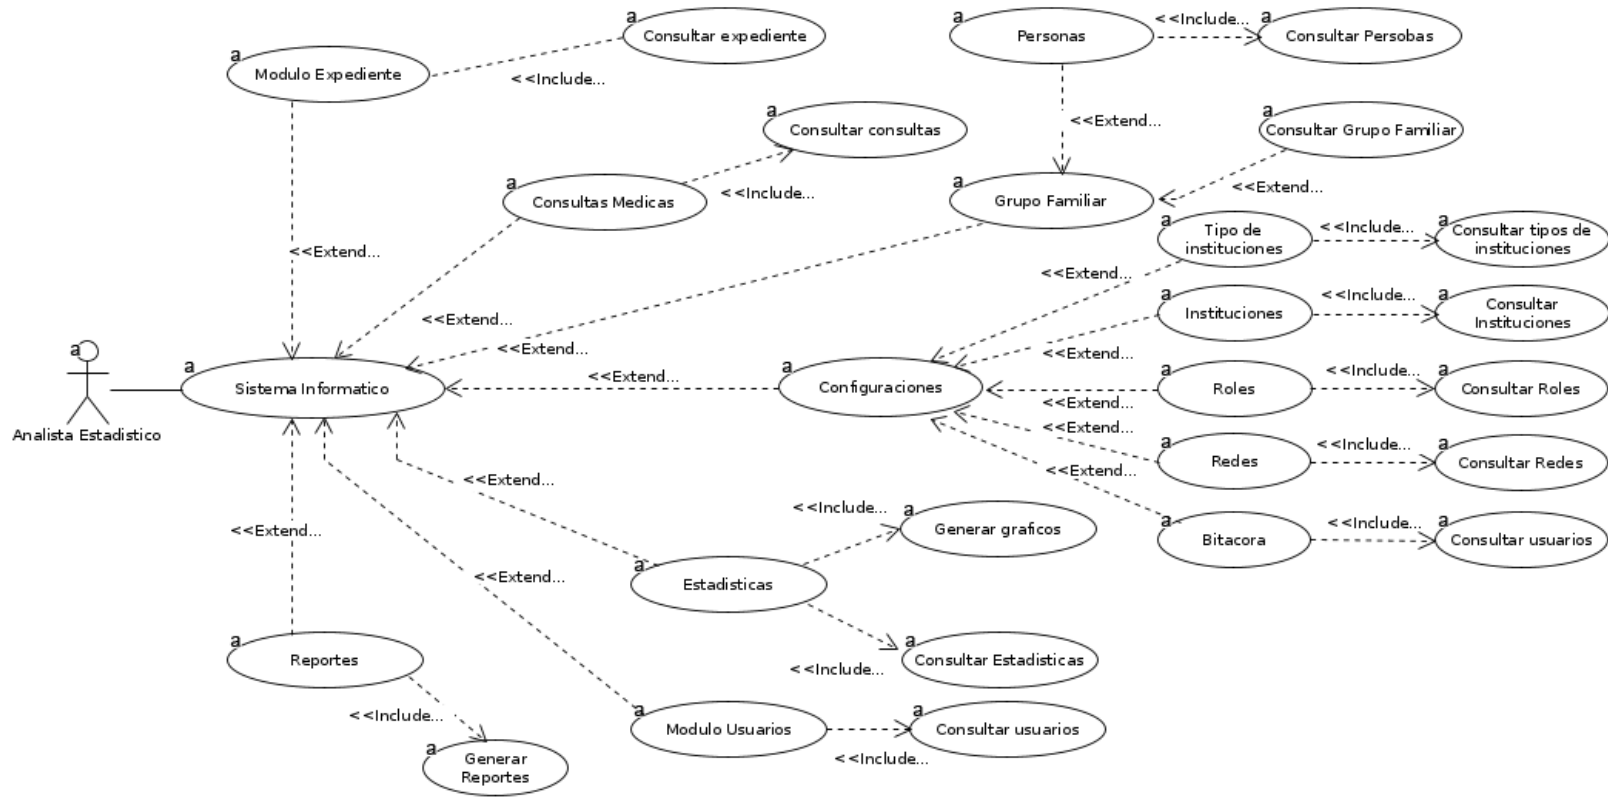 a
Consultar expediente
a
Modulo Expediente
<<Include...
a
Personas
<<Include...
a
Consultar Persobas
a
Consultar consultas
<<Extend...
a
Consultar Grupo Familiar
a
Consultas Medicas
<<Include...
a
Grupo Familiar
<<Extend...
<<Extend...
a
Tipo de
instituciones
<<Include...
a
Consultar tipos de
instituciones
<<Extend...
a
Instituciones
<<Include...
a
Consultar
Instituciones
<<Extend...
<<Extend...
<<Extend...
a
Analista Estadistico
a
Sistema Informatico
<<Extend...
a
Configuraciones
a
Roles
<<Include...
a
Consultar Roles
<<Extend...
<<Extend...
a
Redes
<<Include...
a
Consultar Redes
<<Extend...
a
Bitacora
<<Include...
a
Consultar usuarios
<<Extend...
<<Extend...
<<Extend...
<<Include...
a
Generar graficos
a
Estadisticas
<<Include...
a
Consultar Estadisticas
a
Reportes
<<Include...
a
Generar
Reportes
a
Modulo Usuarios
<<Include...
a
Consultar usuarios